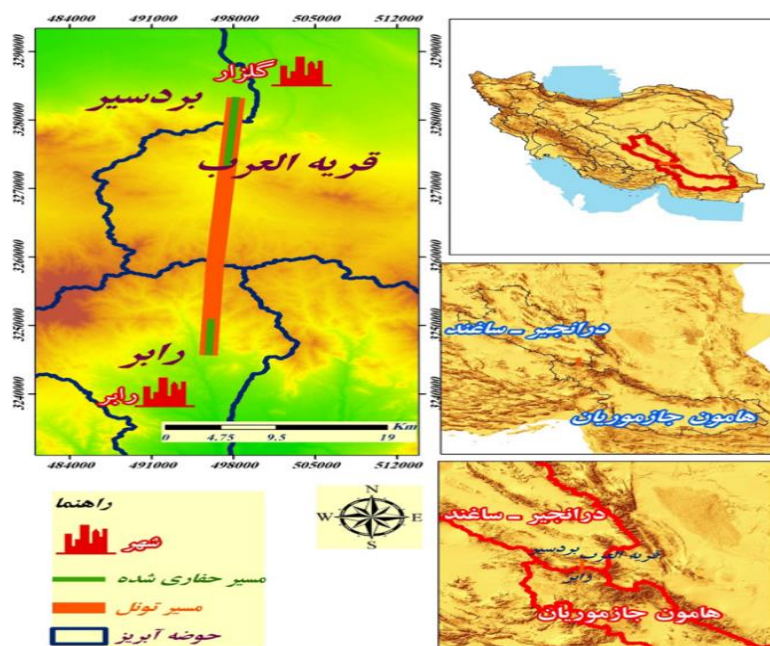 484000 491000 498000 505000 512000
3290000
3280000
3270000
3260000
3250000
3240000
گلزار
بردسیر
قریه العرب
رابر
رابر
Km
0 4.75 9.5 19
484000 491000 498000 505000 512000
راهنما
شهر
مسیر حفاری شده
مسیر تونل
حوضه آبریز
N
W E
S
درانجیر - ساغند
هامون جازموریان
درانجیر - ساغند
بردسیر
قریه العرب
رابر
هامون جازموریان